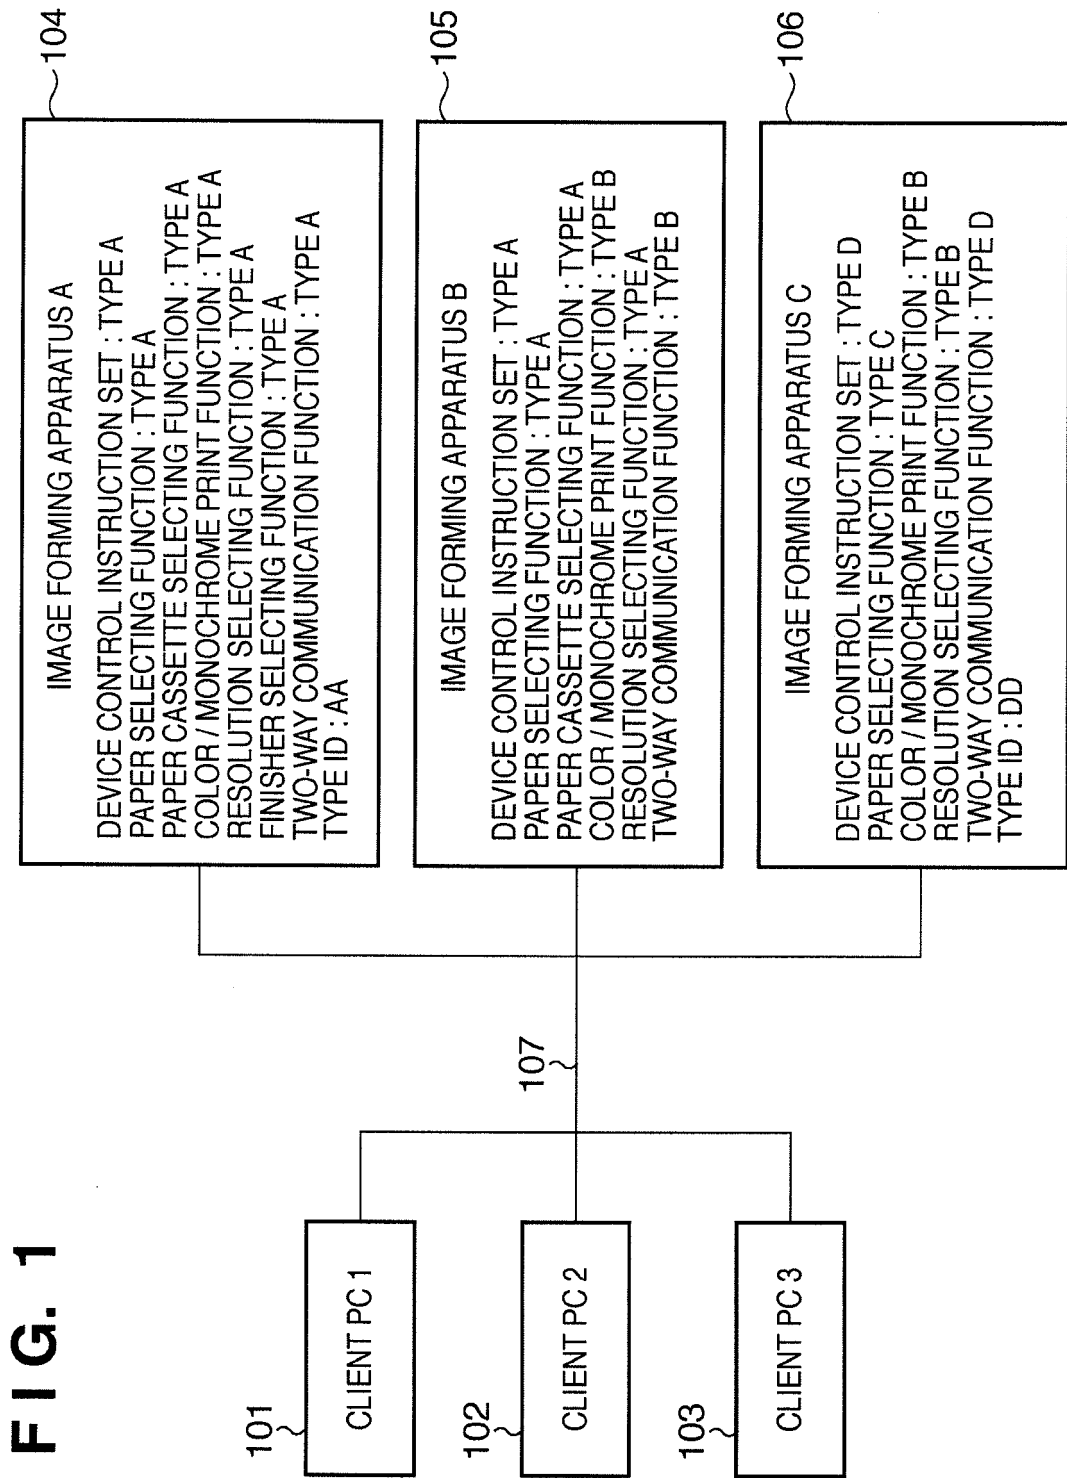 FIG. 1
101
CLIENT PC 1
102
CLIENT PC 2
103
CLIENT PC 3
107
104
IMAGE FORMING APPARATUS A
DEVICE CONTROL INSTRUCTION SET : TYPE A
PAPER SELECTING FUNCTION : TYPE A
PAPER CASSETTE SELECTING FUNCTION : TYPE A
COLOR / MONOCHROME PRINT FUNCTION : TYPE A
RESOLUTION SELECTING FUNCTION : TYPE A
FINISHER SELECTING FUNCTION : TYPE A
TWO-WAY COMMUNICATION FUNCTION : TYPE A
TYPE ID : AA
105
IMAGE FORMING APPARATUS B
DEVICE CONTROL INSTRUCTION SET : TYPE A
PAPER SELECTING FUNCTION : TYPE A
PAPER CASSETTE SELECTING FUNCTION : TYPE A
COLOR / MONOCHROME PRINT FUNCTION : TYPE B
RESOLUTION SELECTING FUNCTION : TYPE A
TWO-WAY COMMUNICATION FUNCTION : TYPE B
106
IMAGE FORMING APPARATUS C
DEVICE CONTROL INSTRUCTION SET : TYPE D
PAPER SELECTING FUNCTION : TYPE C
COLOR / MONOCHROME PRINT FUNCTION : TYPE B
RESOLUTION SELECTING FUNCTION : TYPE B
TWO-WAY COMMUNICATION FUNCTION : TYPE D
TYPE ID : DD